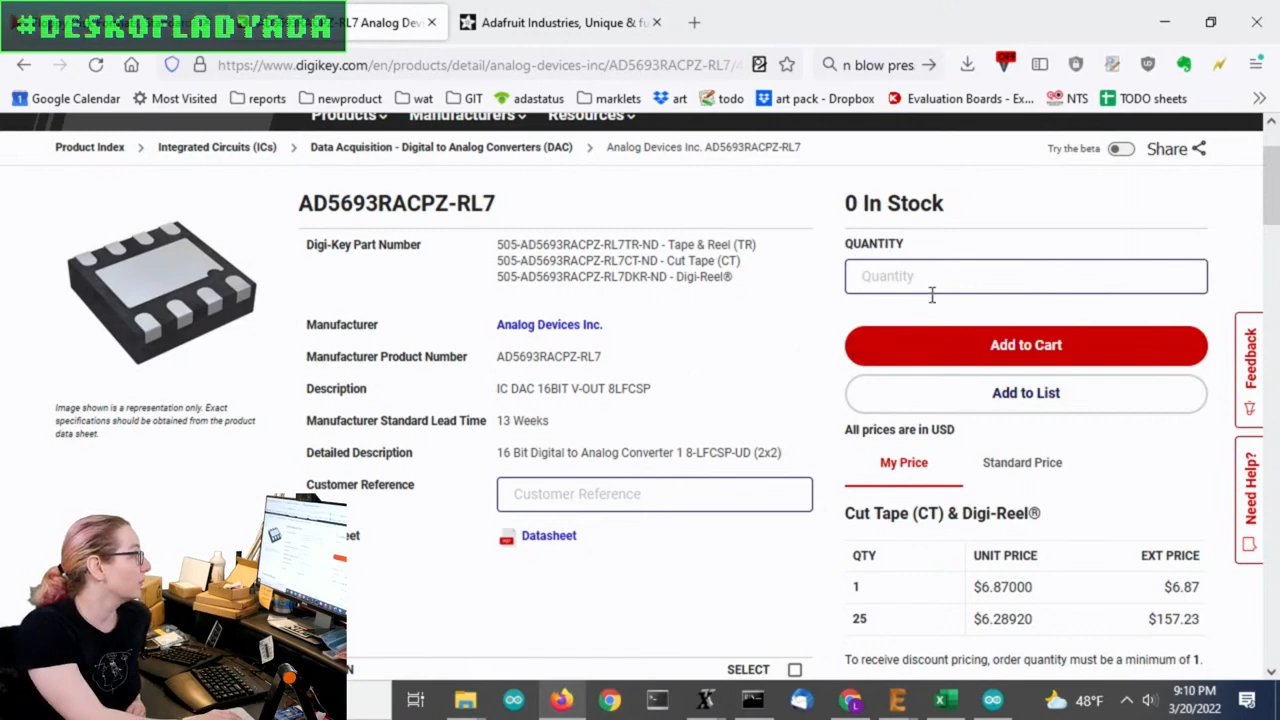 #DESKOFLADYADA
-RL7 Analog Dev
Adafruit Industries, Unique & fu
https://www.digikey.com/en/products/detail/analog-devices-inc/AD5693RACPZ-RL7/
n blow pres
Google Calendar
Most Visited
reports
newproduct
wat
GIT
adastatus
marklets
art
todo
art pack - Dropbox
Evaluation Boards - Ex...
NTS
TODO sheets
Products
Manufacturers
Resources
Product Index > Integrated Circuits (ICs) > Data Acquisition - Digital to Analog Converters (DAC) > Analog Devices Inc. AD5693RACPZ-RL7
Try the beta
Share
AD5693RACPZ-RL7
Digi-Key Part Number
505-AD5693RACPZ-RL7TR-ND - Tape & Reel (TR)
505-AD5693RACPZ-RL7CT-ND - Cut Tape (CT)
505-AD5693RACPZ-RL7DKR-ND - Digi-Reel®
Manufacturer
Analog Devices Inc.
Manufacturer Product Number
AD5693RACPZ-RL7
Description
IC DAC 16BIT V-OUT 8LFCSP
Manufacturer Standard Lead Time
13 Weeks
Detailed Description
16 Bit Digital to Analog Converter 1 8-LFCSP-UD (2x2)
Customer Reference
Customer Reference
Datasheet
Image shown is a representation only. Exact
specifications should be obtained from the product
data sheet.
0 In Stock
QUANTITY
Quantity
Add to Cart
Add to List
All prices are in USD
My Price
Standard Price
Cut Tape (CT) & Digi-Reel®
QTY UNIT PRICE EXT PRICE
1 $6.87000 $6.87
25 $6.28920 $157.23
To receive discount pricing, order quantity must be a minimum of 1.
SELECT
Feedback
Need Help?
48°F
9:10 PM
3/20/2022